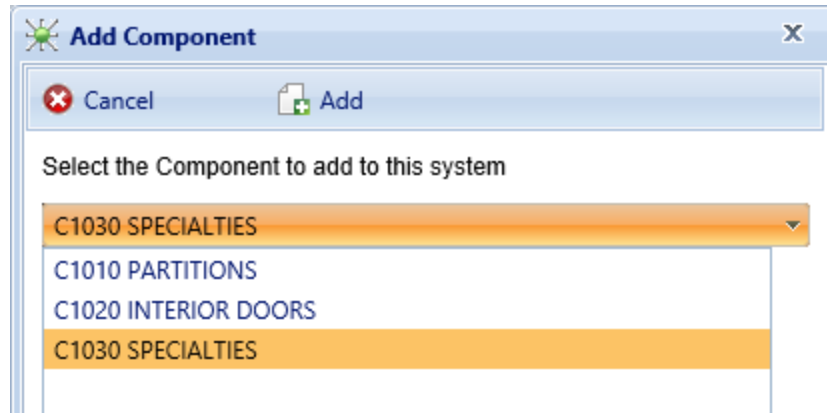 Add Component
Cancel Add
Select the Component to add to this system
C1030 SPECIALTIES
C1010 PARTITIONS
C1020 INTERIOR DOORS
C1030 SPECIALTIES